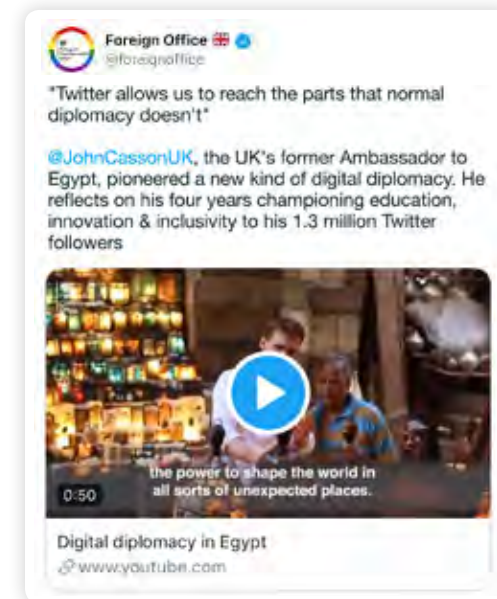 Foreign Office 🇬🇧
@foreignoffice
"Twitter allows us to reach the parts that normal
diplomacy doesn't"
@JohnCassonUK, the UK's former Ambassador to
Egypt, pioneered a new kind of digital diplomacy. He
reflects on his four years championing education,
innovation & inclusivity to his 1.3 million Twitter
followers
the power to shape the world in
all sorts of unexpected places.
0:50
Digital diplomacy in Egypt
www.youtube.com